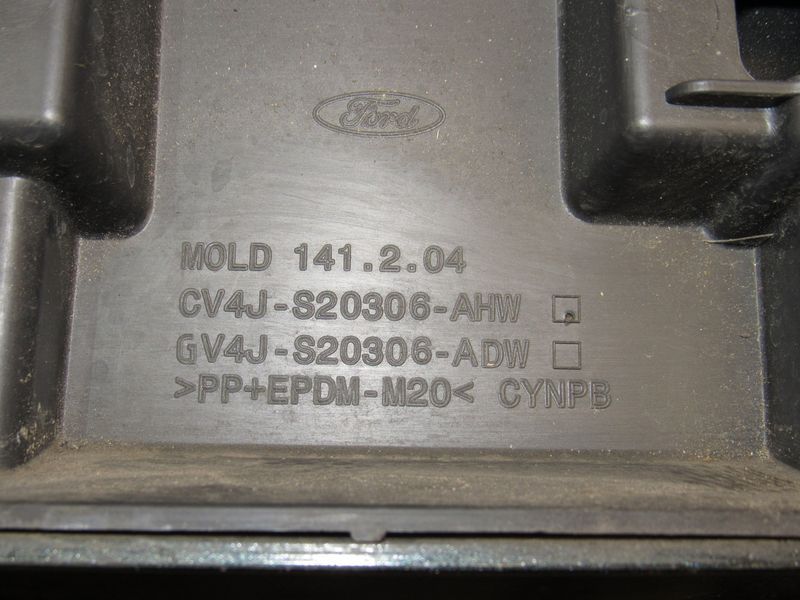 Ford
MOLD 141.2.04
CV4J-S20306-AHW
GV4J-S20306-ADW
>PP+EPDM-M20< CYNPB